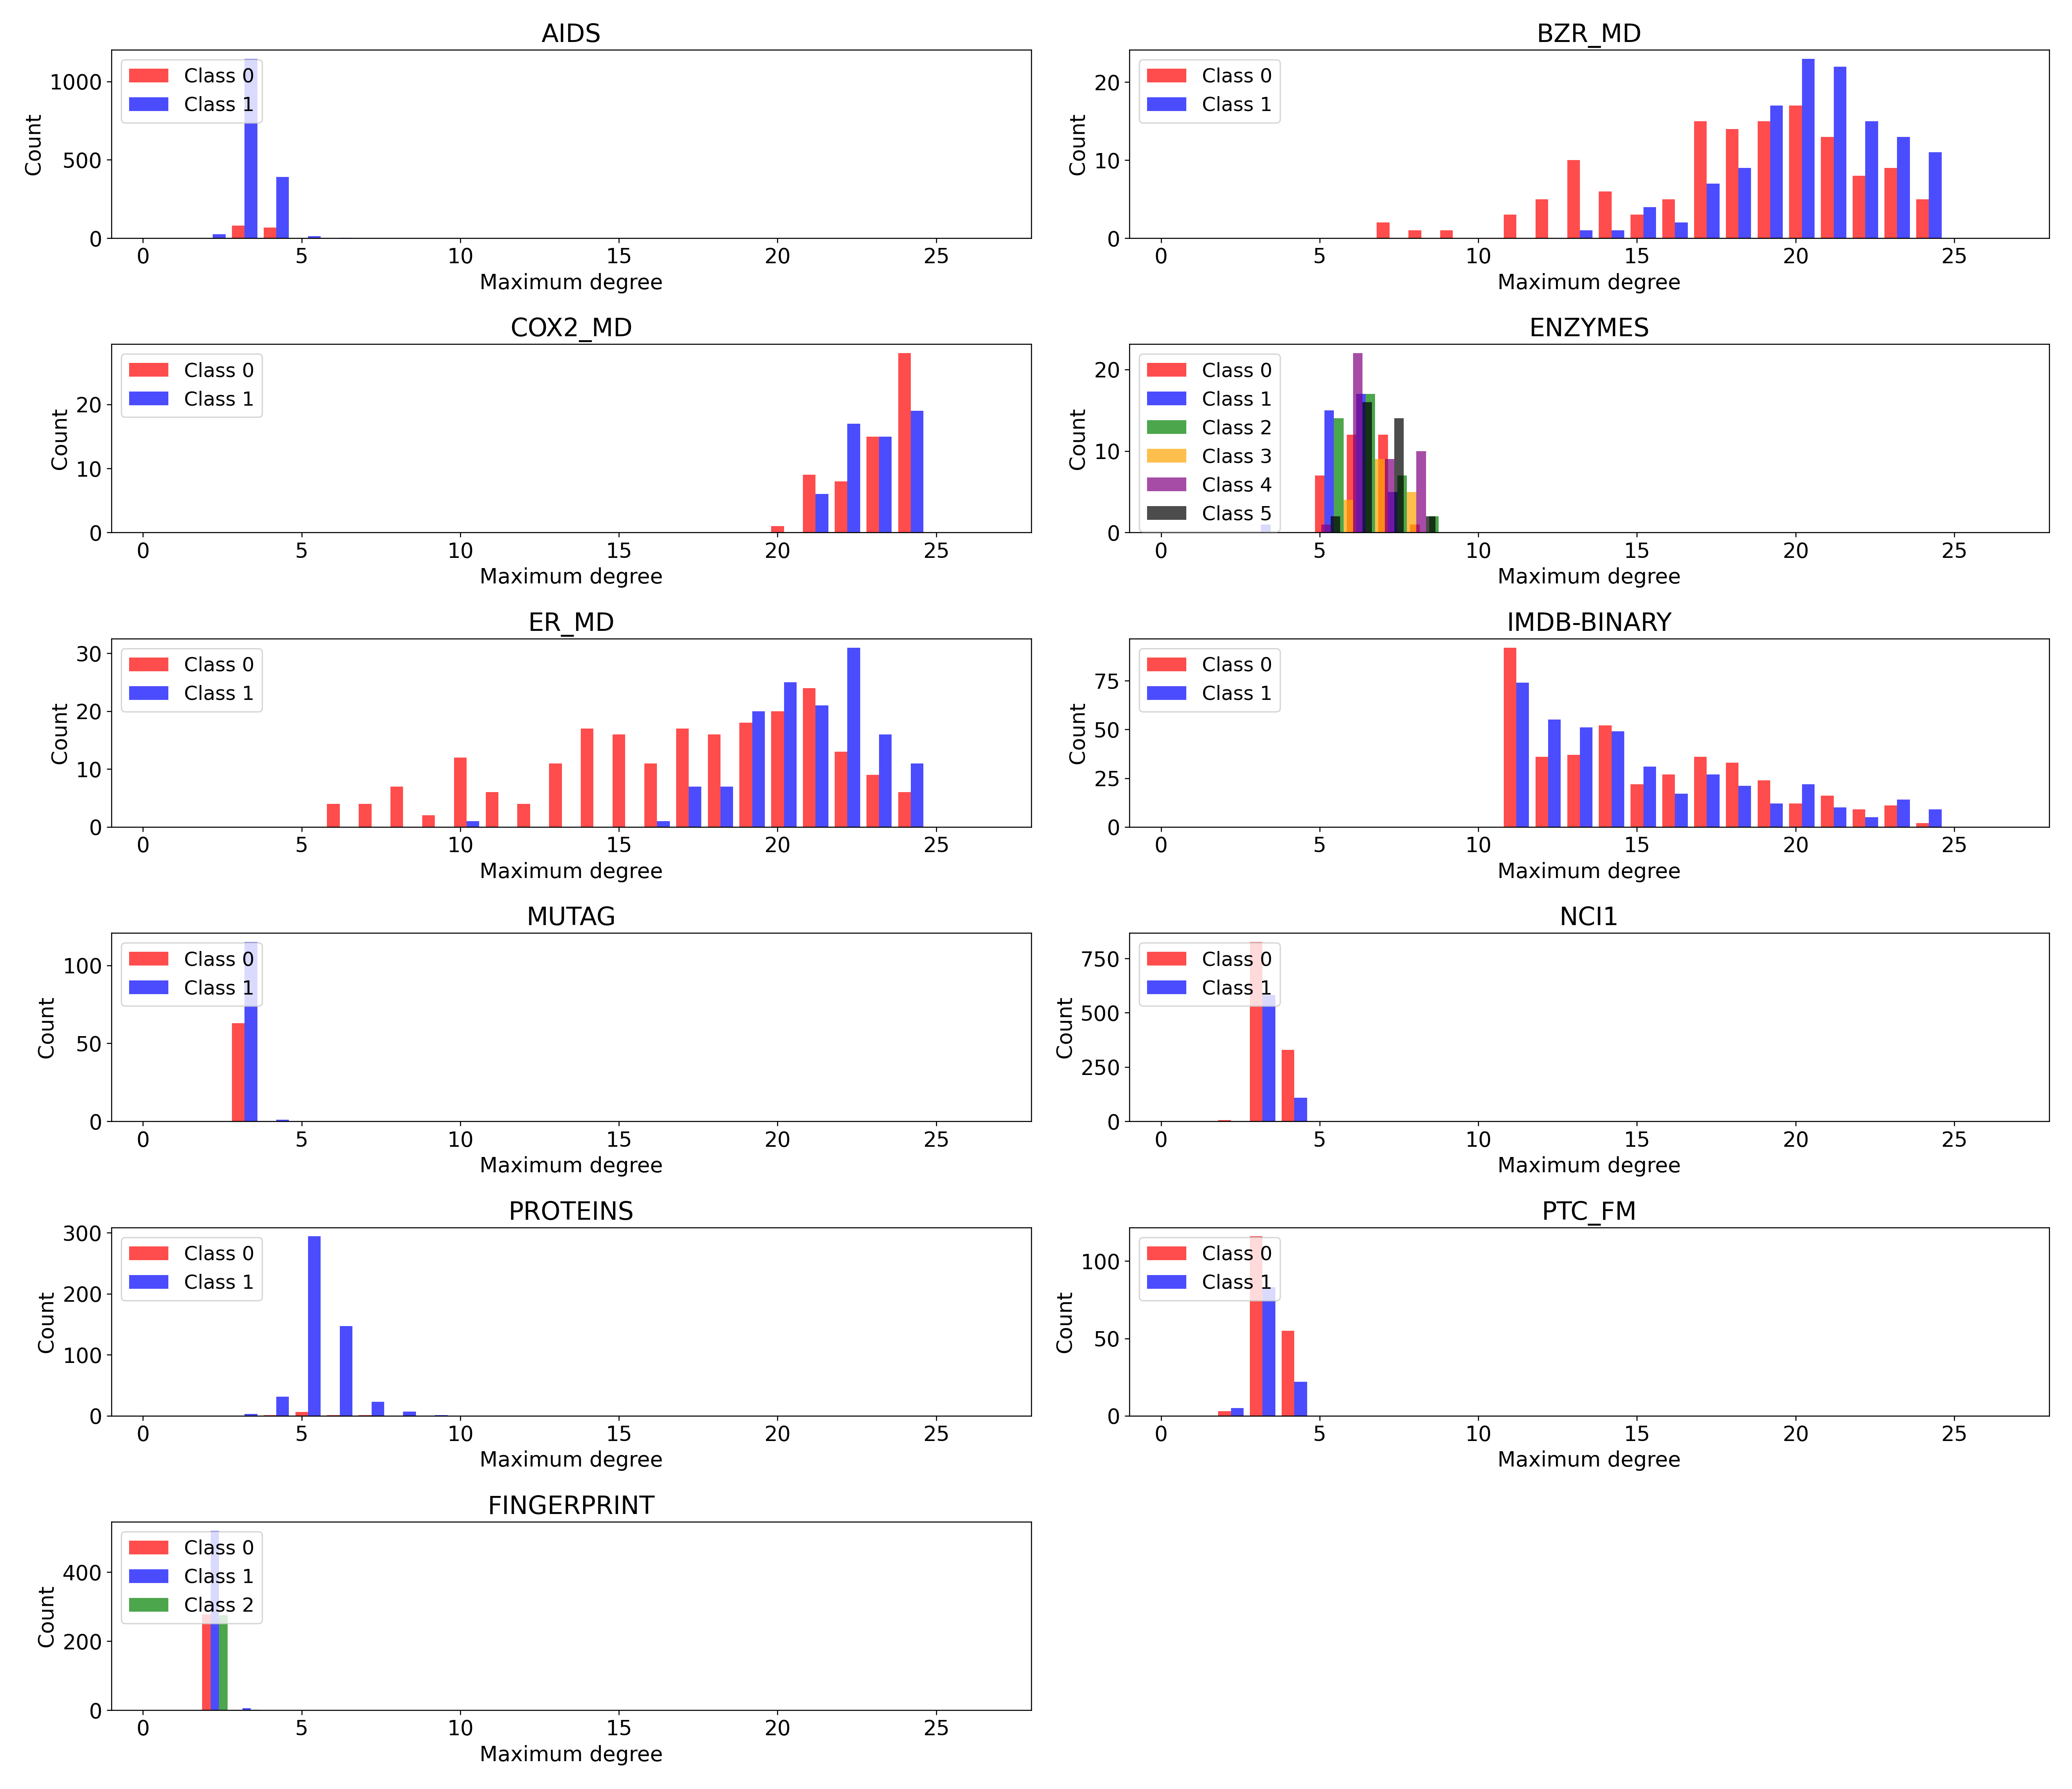 AIDS
Class 0
Class 1
1000
500
0
Count
0 5 10 15 20 25
Maximum degree
BZR_MD
Class 0
Class 1
20
10
0
Count
0 5 10 15 20 25
Maximum degree
COX2_MD
Class 0
Class 1
20
10
0
Count
0 5 10 15 20 25
Maximum degree
ENZYMES
Class 0
Class 1
Class 2
Class 3
Class 4
Class 5
20
10
0
Count
0 5 10 15 20 25
Maximum degree
ER_MD
Class 0
Class 1
30
20
10
0
Count
0 5 10 15 20 25
Maximum degree
IMDB-BINARY
Class 0
Class 1
75
50
25
0
Count
0 5 10 15 20 25
Maximum degree
MUTAG
Class 0
Class 1
100
50
0
Count
0 5 10 15 20 25
Maximum degree
NCI1
Class 0
Class 1
750
500
250
0
Count
0 5 10 15 20 25
Maximum degree
PROTEINS
Class 0
Class 1
300
200
100
0
Count
0 5 10 15 20 25
Maximum degree
PTC_FM
Class 0
Class 1
100
50
0
Count
0 5 10 15 20 25
Maximum degree
FINGERPRINT
Class 0
Class 1
Class 2
400
200
0
Count
0 5 10 15 20 25
Maximum degree